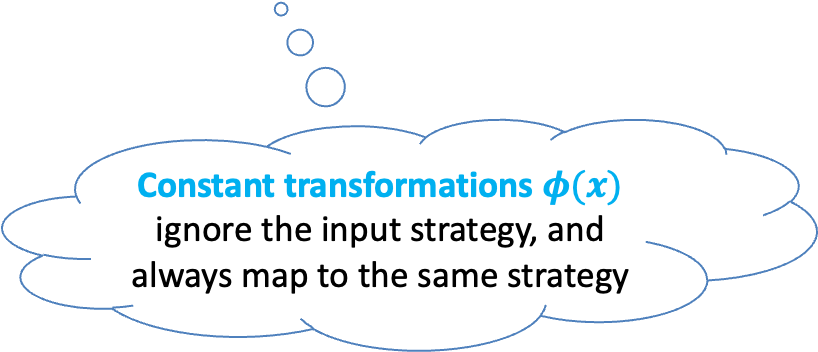 Constant transformations ϕ(x)
ignore the input strategy, and
always map to the same strategy